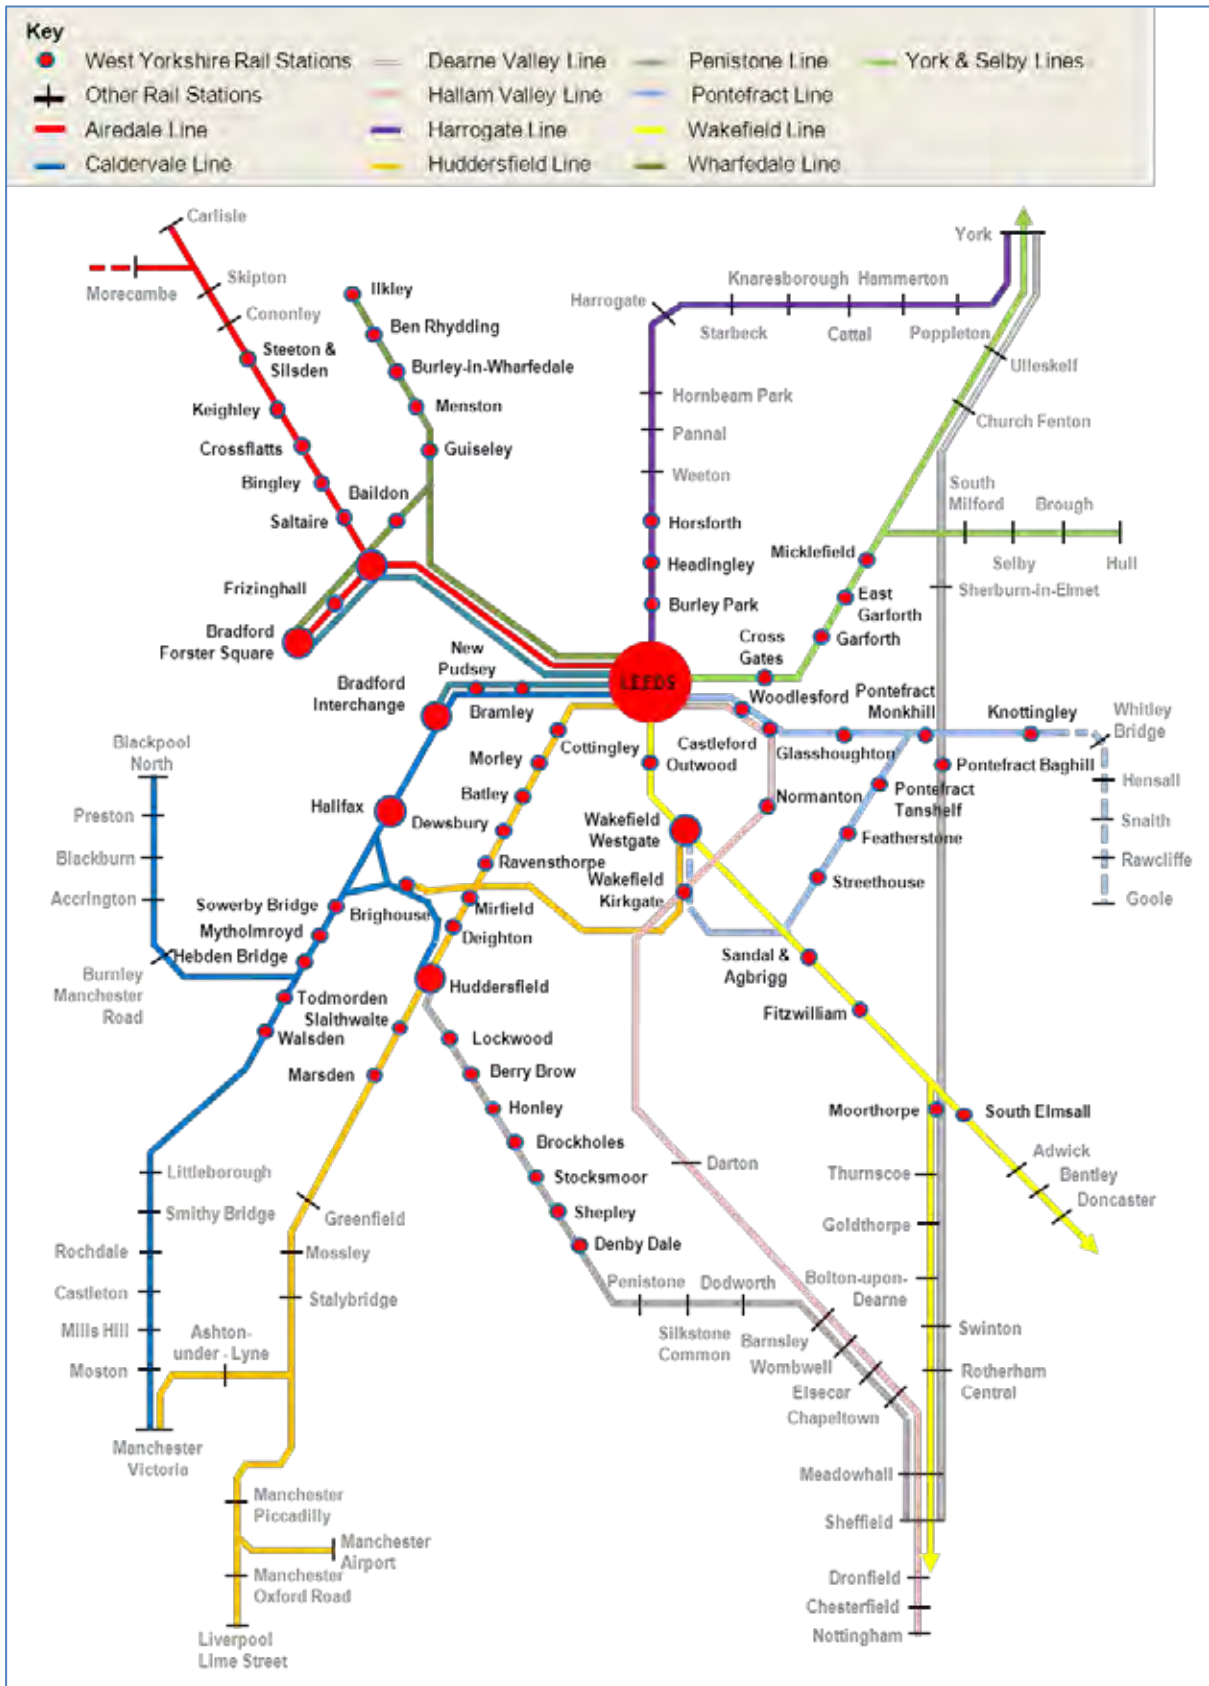 Key
West Yorkshire Rail Stations
Dearne Valley Line
Penistone Line
York & Selby Lines
Other Rail Stations
Hallam Valley Line
Pontefract Line
Airedale Line
Harrogate Line
Wakefield Line
Caldervale Line
Huddersfield Line
Wharfedale Line
Carlisle
Morecambe
Skipton
Cononley
Steeton &
Silsden
Keighley
Crossflatts
Bingley
Saltaire
Ilkley
Ben Rhydding
Burley-in-Wharfedale
Menston
Guiseley
Baildon
Frizinghall
Bradford
Forster Square
York
Knaresborough
Hammerton
Harrogate
Starbeck
Cattal
Poppleton
Ulleskelf
Church Fenton
Hornbeam Park
Pannal
Weeton
Horsforth
Headingley
Burley Park
South
Milford
Brough
Selby
Hull
Micklefield
Sherburn-in-Elmet
East
Garforth
Garforth
Cross
Gates
LEEDS
New
Pudsey
Bradford
Interchange
Bramley
Woodlesford
Pontefract
Monkhill
Knottingley
Whitley
Bridge
Castleford
Glasshoughton
Pontefract Baghill
Hensall
Snaith
Rawcliffe
Goole
Cottingley
Outwood
Morley
Batley
Dewsbury
Ravensthorpe
Mirfield
Deighton
Huddersfield
Normanton
Pontefract
Tanshelf
Featherstone
Streethouse
Wakefield
Westgate
Wakefield
Kirkgate
Blackpool
North
Preston
Blackburn
Accrington
Burnley
Manchester
Road
Halifax
Sowerby Bridge
Brighouse
Mytholmroyd
Hebden Bridge
Todmorden
Slaithwaite
Walsden
Marsden
Sandal &
Agbrigg
Fitzwilliam
Moorthorpe
South Elmsall
Adwick
Bentley
Doncaster
Lockwood
Berry Brow
Honley
Brockholes
Stocksmoor
Shepley
Denby Dale
Darton
Thurnscoe
Goldthorpe
Bolton-upon-
Dearne
Swinton
Rotherham
Central
Littleborough
Smithy Bridge
Rochdale
Castleton
Mills Hill
Moston
Greenfield
Mossley
Stalybridge
Ashton-
under-Lyne
Penistone
Dodworth
Silkstone
Common
Barnsley
Wombwell
Elsecar
Chapeltown
Meadowhall
Sheffield
Dronfield
Chesterfield
Nottingham
Manchester
Victoria
Manchester
Piccadilly
Manchester
Airport
Manchester
Oxford Road
Liverpool
Lime Street